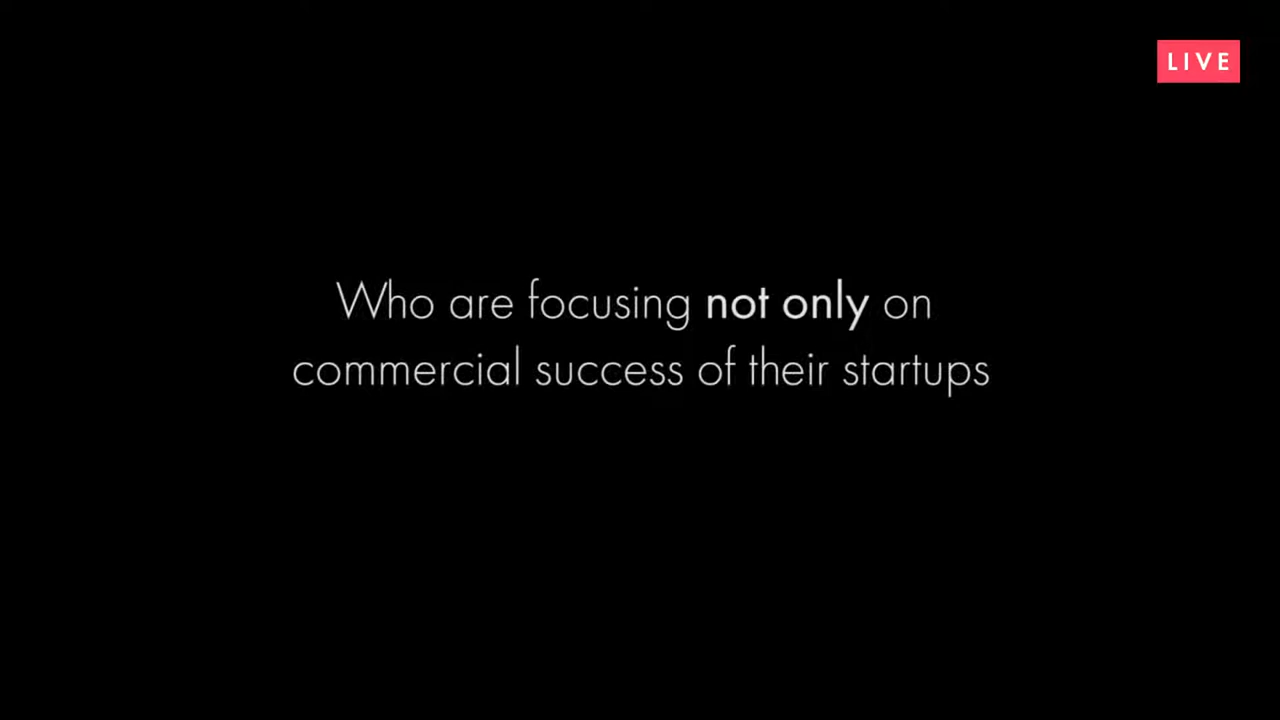 LIVE
Who are focusing not only on
commercial success of their startups